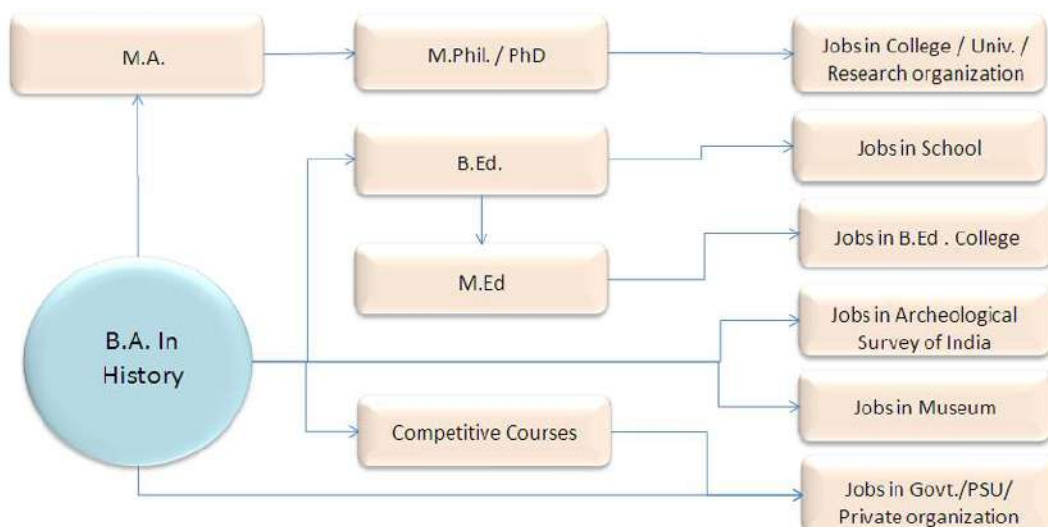 M.A.
M.Phil. / PhD
Jobs in College / Univ. /
Research organization
B.Ed.
Jobs in School
M.Ed
Jobs in B.Ed . College
B.A. In
History
Jobs in Archeological
Survey of India
Jobs in Museum
Competitive Courses
Jobs in Govt./PSU/
Private organization